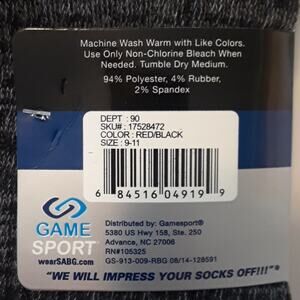 Machine Wash Warm with Like Colors.
Use Only Non-Chlorine Bleach When
Needed. Tumble Dry Medium.
94% Polyester, 4% Rubber,
2% Spandex
DEPT : 90
SKU# : 17528472
COLOR : RED/BLACK
SIZE : 9-11
6 84516 04919 9
GAME
SPORT
wearSABG.com
Distributed by: Gamesport®
5380 US Hwy 158, Ste. 250
Advance, NC 27006
RN#105325
GS-913-009-RBG 08/14-128591
"WE WILL IMPRESS YOUR SOCKS OFF!!!"®